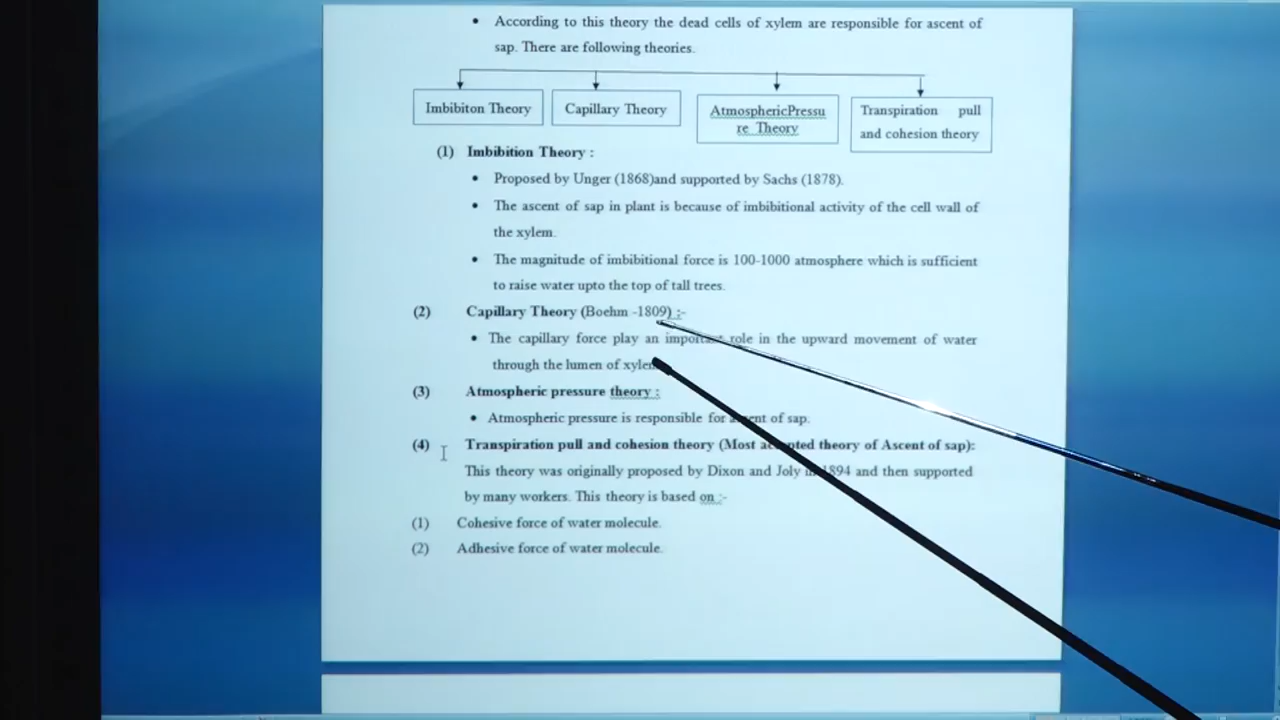 • According to this theory the dead cells of xylem are responsible for ascent of
sap. There are following theories.
Imbibiton Theory
Capillary Theory
AtmosphericPressu
re Theory
Transpiration pull
and cohesion theory
(1) Imbibition Theory :
• Proposed by Unger (1868)and supported by Sachs (1878).
• The ascent of sap in plant is because of imbibitional activity of the cell wall of
the xylem.
• The magnitude of imbibitional force is 100-1000 atmosphere which is sufficient
to raise water upto the top of tall trees.
(2) Capillary Theory (Boehm -1809) :-
• The capillary force play an important role in the upward movement of water
through the lumen of xylem
(3) Atmospheric pressure theory :
• Atmospheric pressure is responsible for ascent of sap.
(4) Transpiration pull and cohesion theory (Most accepted theory of Ascent of sap):
This theory was originally proposed by Dixon and Joly in 1894 and then supported
by many workers. This theory is based on :-
(1) Cohesive force of water molecule.
(2) Adhesive force of water molecule.